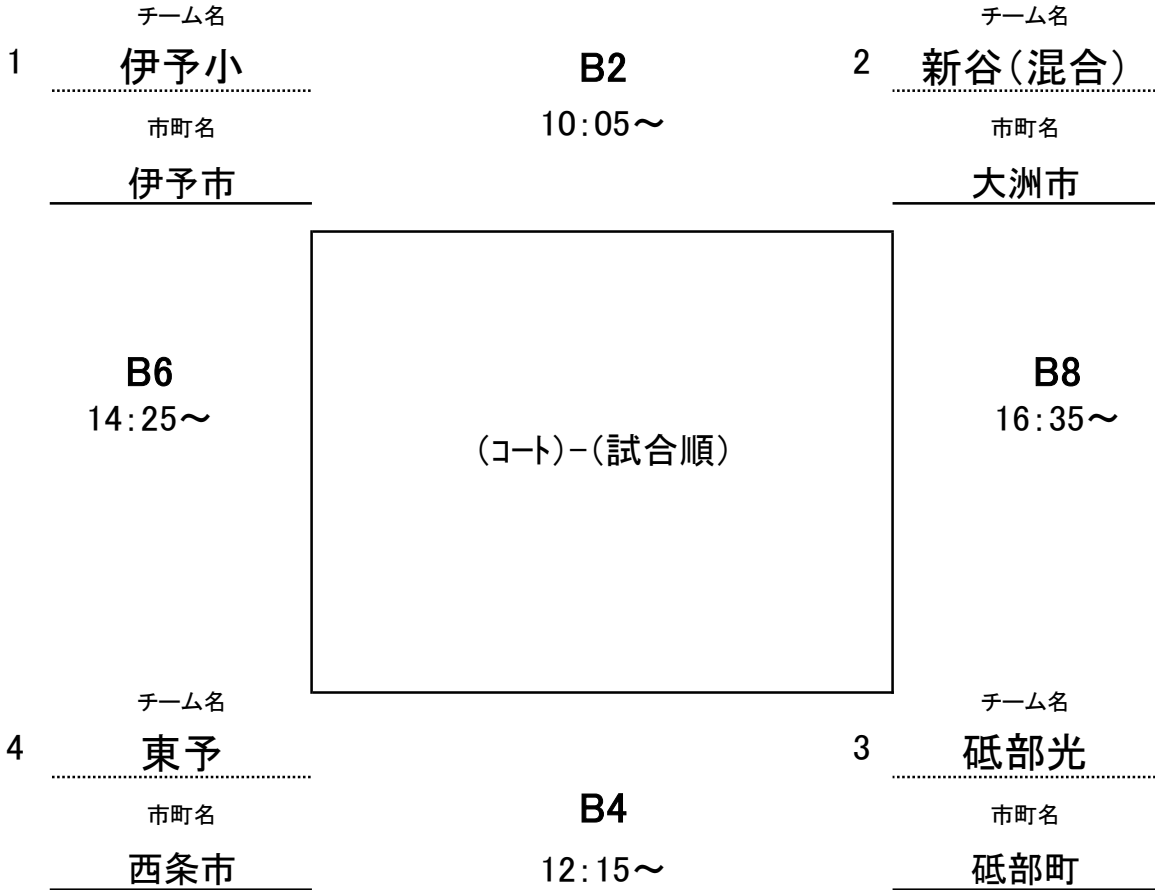 チーム名
チーム名
1
伊予小
B2
2
新谷(混合)
市町名
10:05〜
市町名
伊予市
大洲市
B6
14:25〜
(コート)-(試合順)
B8
16:35〜
チーム名
チーム名
4
東予
3
砥部光
市町名
B4
市町名
西条市
12:15〜
砥部町